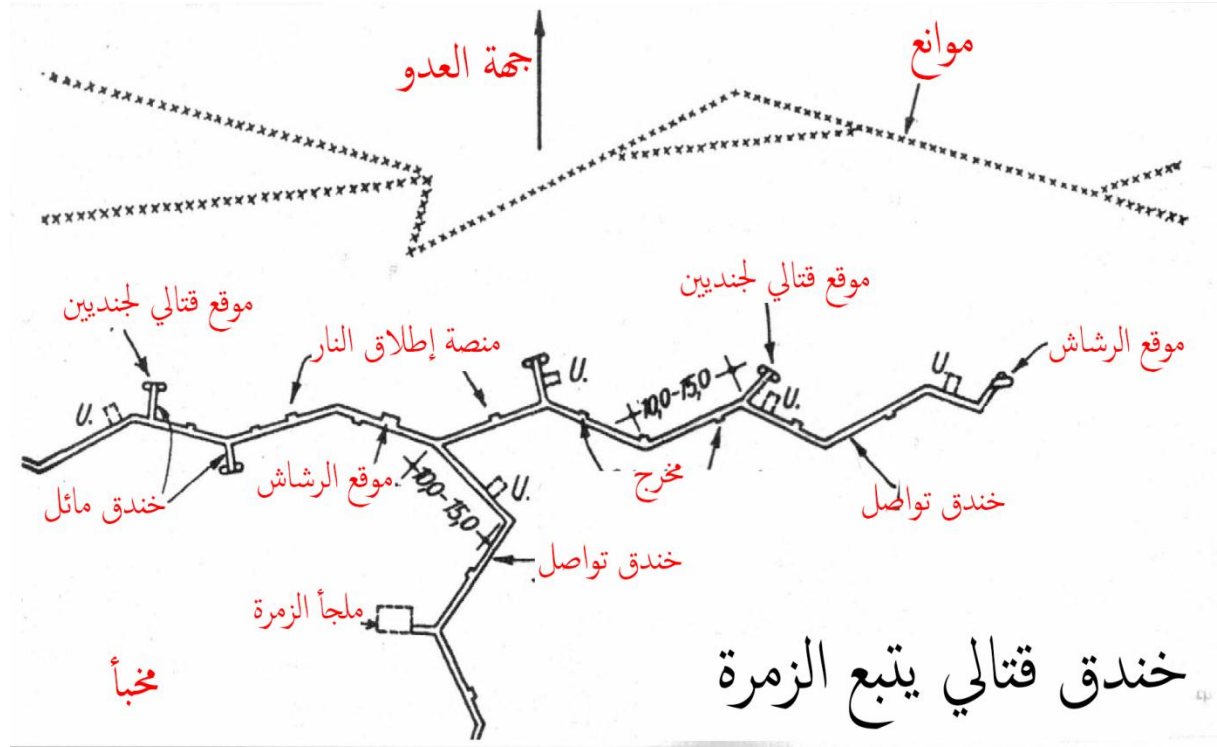 موانع
جهة العدو
موقع قتالي لجنديين
موقع قتالي لجنديين
منصة إطلاق النار
موقع الرشاش
U.
U.
10,0-15,0
U.
U
موقع الرشاش
مخرج
خندق مائل
10,0-15,0
U.
خندق تواصل
خندق تواصل
ملجأ الزمرة
مخبأ
خندق قتالي يتبع الزمرة